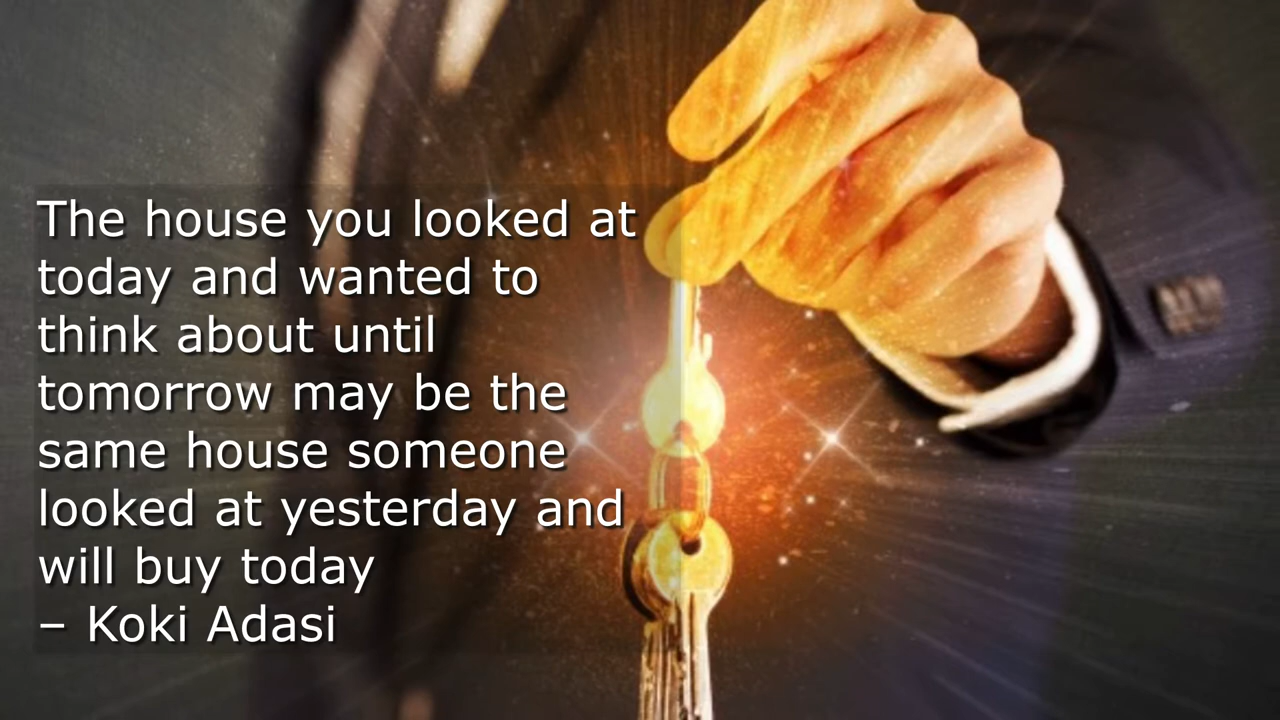 The house you looked at
today and wanted to
think about until
tomorrow may be the
same house someone
looked at yesterday and
will buy today
– Koki Adasi